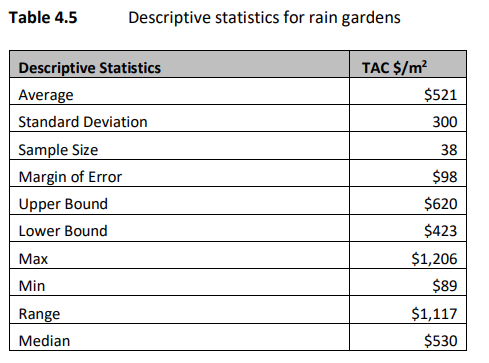 Table 4.5 Descriptive statistics for rain gardens
Descriptive Statistics TAC $/m²
Average $521
Standard Deviation 300
Sample Size 38
Margin of Error $98
Upper Bound $620
Lower Bound $423
Max $1,206
Min $89
Range $1,117
Median $530